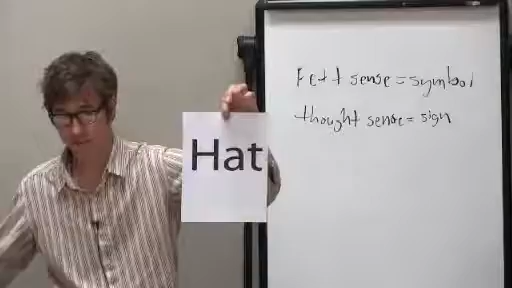 Felt sense = symbol
thought sense = sign
Hat